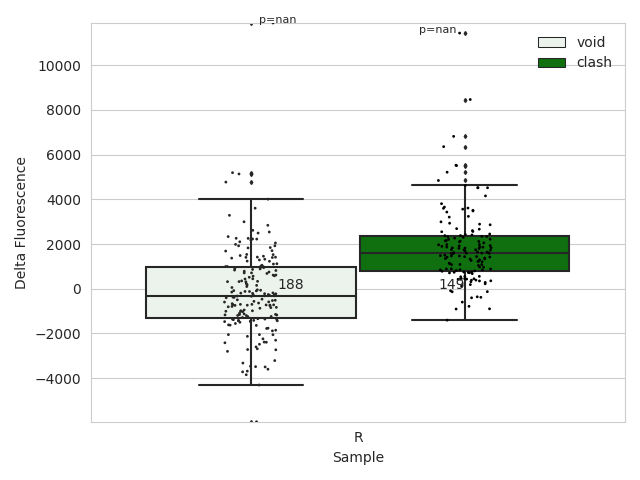 p=nan
p=nan
void
clash
10000
8000
6000
4000
2000
0
−2000
−4000
188
149
Delta Fluorescence
R
Sample